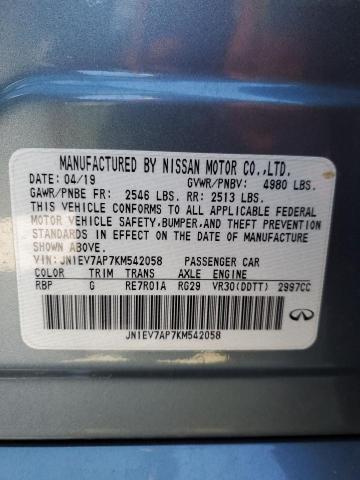 MANUFACTURED BY NISSAN MOTOR CO.,LTD.
DATE: 04/19 GVWR/PNBV: 4980 LBS.
GAWR/PNBE FR: 2546 LBS. RR: 2513 LBS.
THIS VEHICLE CONFORMS TO ALL APPLICABLE FEDERAL
MOTOR VEHICLE SAFETY,BUMPER,AND THEFT PREVENTION
STANDARDS IN EFFECT ON THE DATE OF MANUFACTURE
SHOWN ABOVE.
VIN: JN1EV7AP7KM542058 PASSENGER CAR
COLOR TRIM TRANS AXLE ENGINE
RBP G RE7R01A RG29 VR30(DDTT) 2997CC
JN1EV7AP7KM542058
INFINITI